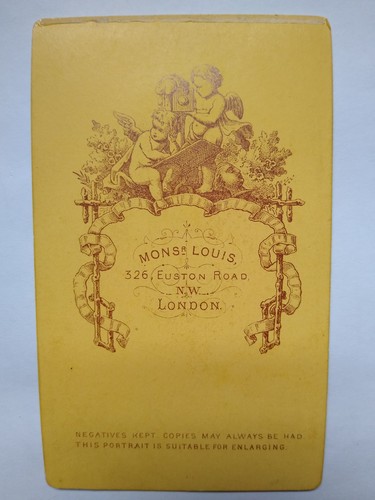 MONSR. LOUIS,
326, EUSTON ROAD,
N.W.
LONDON.
NEGATIVES KEPT. COPIES MAY ALWAYS BE HAD.
THIS PORTRAIT IS SUITABLE FOR ENLARGING.